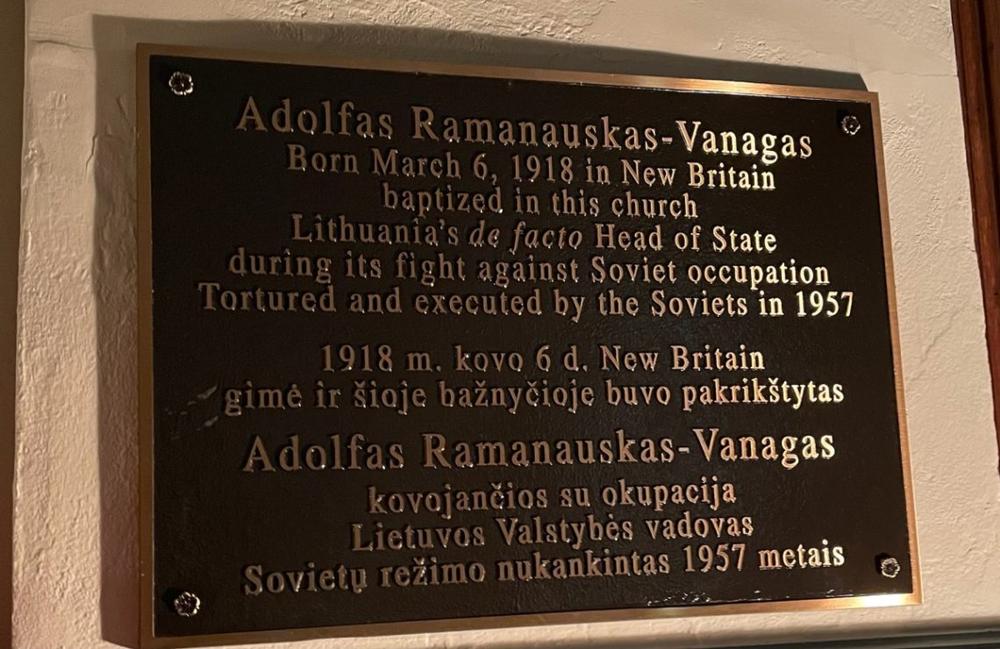 Adolfas Ramanauskas-Vanagas
Born March 6, 1918 in New Britain
baptized in this church
Lithuania's de facto Head of State
during its fight against Soviet occupation
Tortured and executed by the Soviets in 1957
1918 m. kovo 6 d. New Britain
gimė ir šioje bažnyčioje buvo pakrikštytas
Adolfas Ramanauskas-Vanagas
kovojančios su okupacija
Lietuvos Valstybės vadovas
Sovietų režimo nukankintas 1957 metais